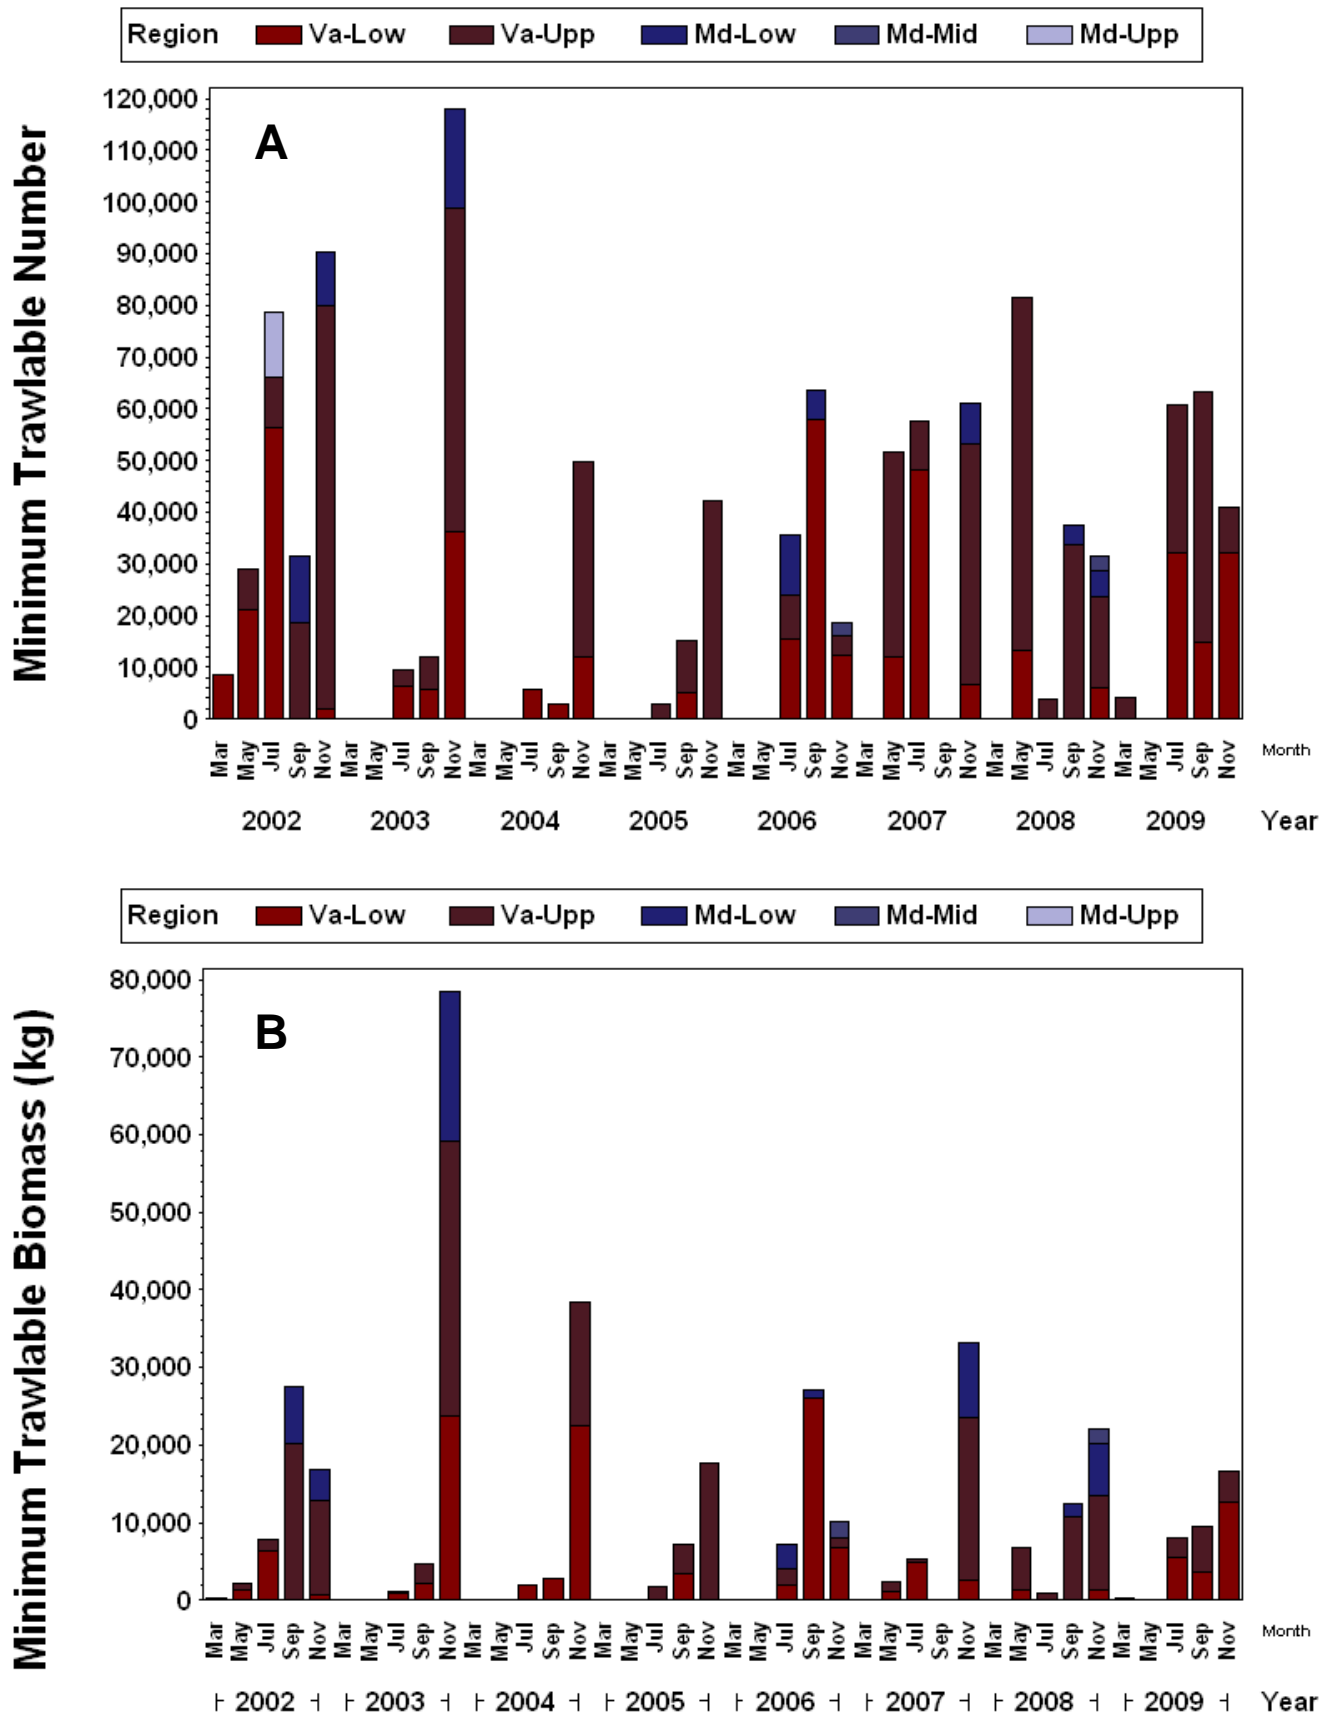 Region Va-Low Va-Upp Md-Low Md-Mid Md-Upp
Minimum Trawlable Number
A
120,000
110,000
100,000
90,000
80,000
70,000
60,000
50,000
40,000
30,000
20,000
10,000
0
Mar May Jul Sep Nov Mar May Jul Sep Nov Mar May Jul Sep Nov Mar May Jul Sep Nov Mar May Jul Sep Nov Mar May Jul Sep Nov Mar May Jul Sep Nov Mar May Jul Sep Nov Month
2002 2003 2004 2005 2006 2007 2008 2009 Year
Region Va-Low Va-Upp Md-Low Md-Mid Md-Upp
Minimum Trawlable Biomass (kg)
B
80,000
70,000
60,000
50,000
40,000
30,000
20,000
10,000
0
Mar May Jul Sep Nov Mar May Jul Sep Nov Mar May Jul Sep Nov Mar May Jul Sep Nov Mar May Jul Sep Nov Mar May Jul Sep Nov Mar May Jul Sep Nov Mar May Jul Sep Nov Month
2002 2003 2004 2005 2006 2007 2008 2009 Year